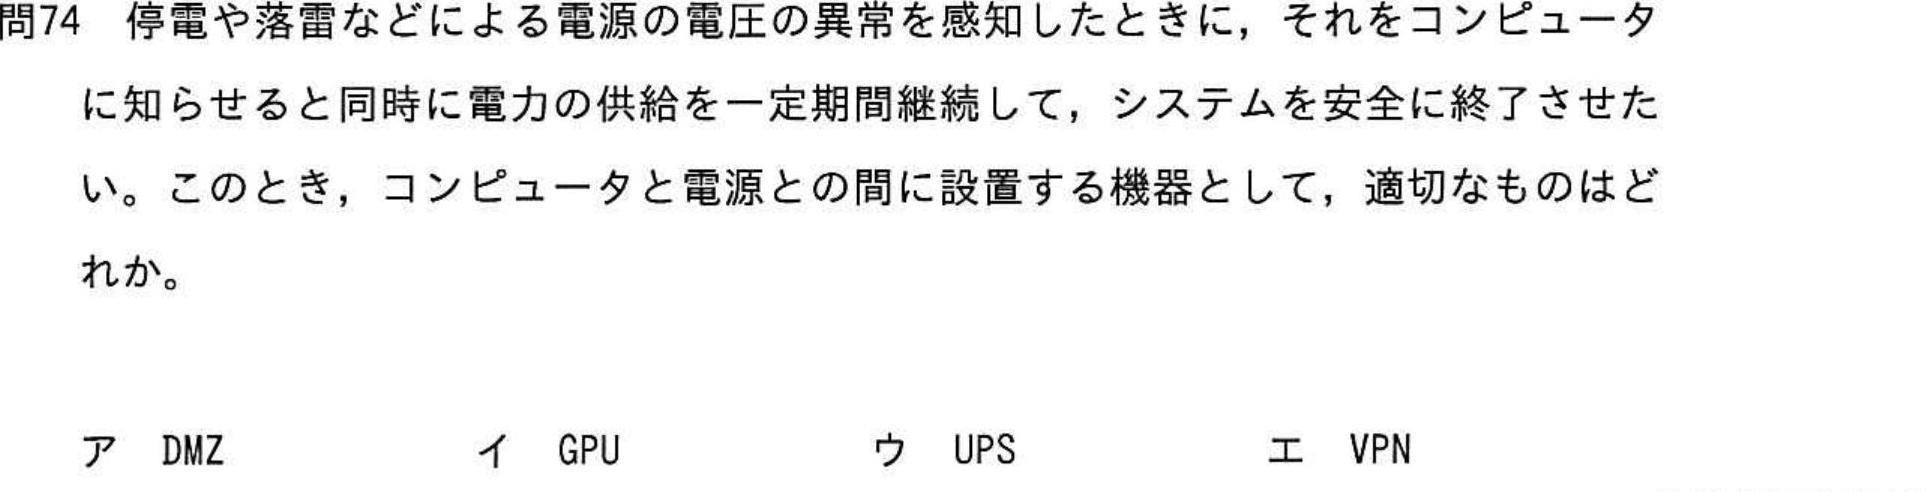 問74 停電や落雷などによる電源の電圧の異常を感知したときに，それをコンピュータ
に知らせると同時に電力の供給を一定期間継続して，システムを安全に終了させた
い。このとき，コンピュータと電源との間に設置する機器として，適切なものはど
れか。
ア DMZ イ GPU ウ UPS エ VPN